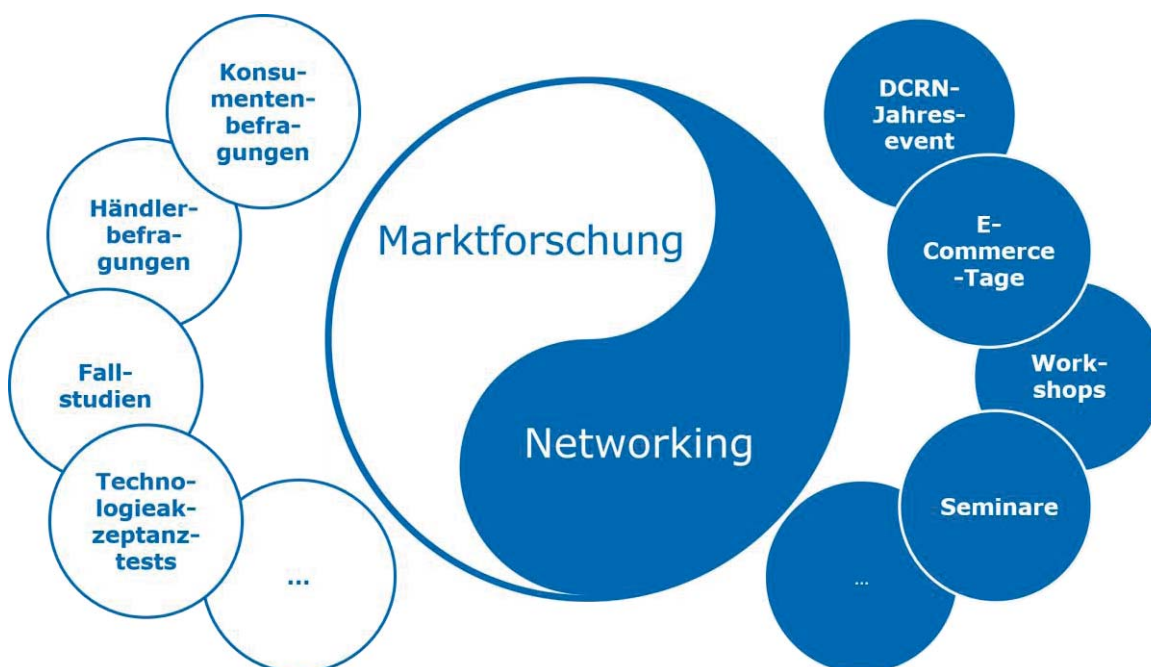 Konsu-
menten-
befra-
gungen
Händler-
befra-
gungen
Fall-
studien
Techno-
logieak-
zeptanz-
tests
...
Marktforschung
Networking
DCRN-
Jahres-
event
E-
Commerce
-Tage
Work-
shops
Seminare
...